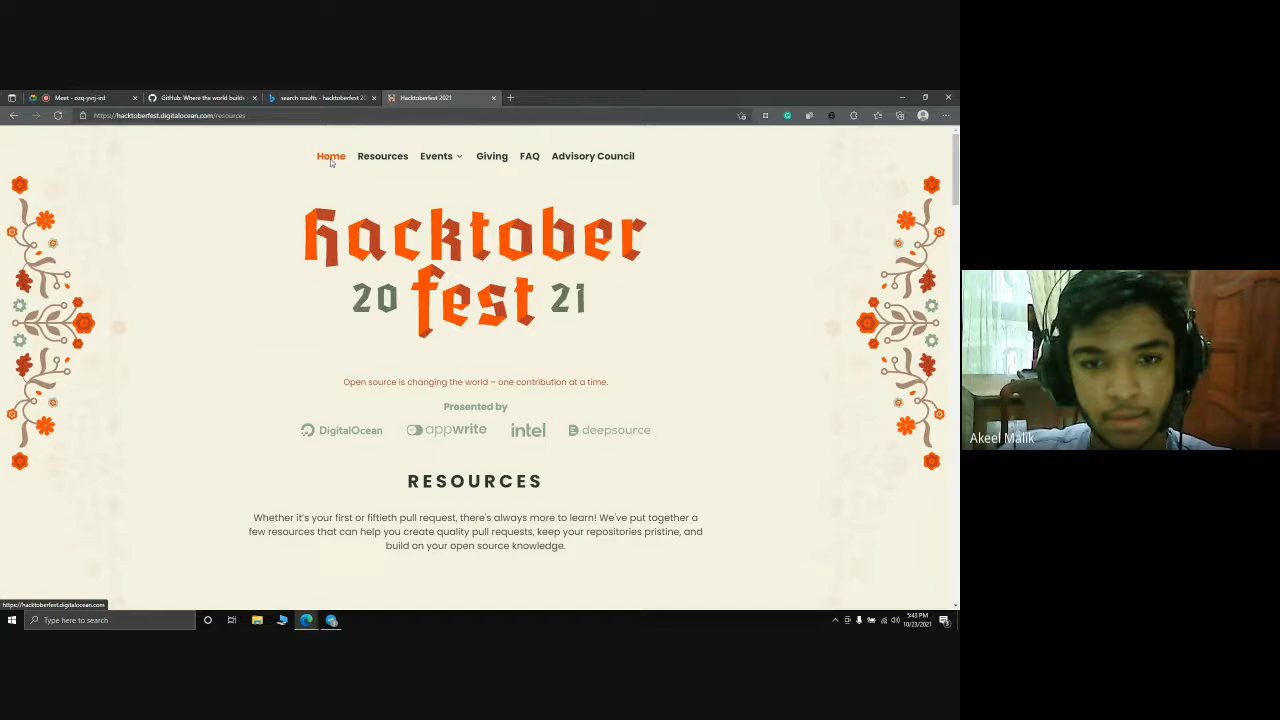 Meet - ozq-yvrj-ird
GitHub: Where the world builds
search results - hacktoberfest 20
Hacktoberfest 2021
https://hacktoberfest.digitalocean.com/resources
Home Resources Events Giving FAQ Advisory Council
hacktober
20 fest 21
Open source is changing the world – one contribution at a time.
Presented by
DigitalOcean appwrite intel deepsource
RESOURCES
Whether it's your first or fiftieth pull request, there's always more to learn! We've put together a
few resources that can help you create quality pull requests, keep your repositories pristine, and
build on your open source knowledge.
Akeel Malik
https://hacktoberfest.digitalocean.com
Type here to search
5:43 PM
10/23/2021